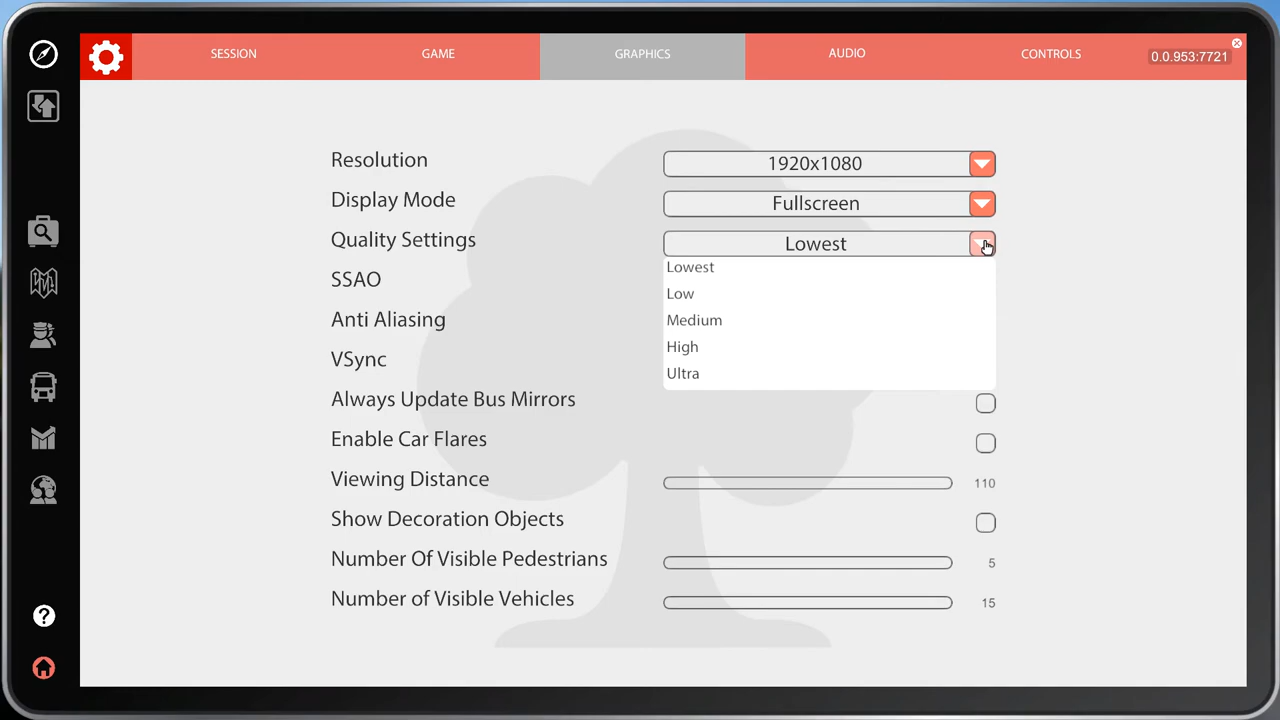 SESSION
GAME
GRAPHICS
AUDIO
CONTROLS
0.0.953:7721
Resolution
1920x1080
Display Mode
Fullscreen
Quality Settings
Lowest
Lowest
Low
Medium
High
Ultra
SSAO
Anti Aliasing
VSync
Always Update Bus Mirrors
Enable Car Flares
Viewing Distance
110
Show Decoration Objects
Number Of Visible Pedestrians
5
Number of Visible Vehicles
15
?